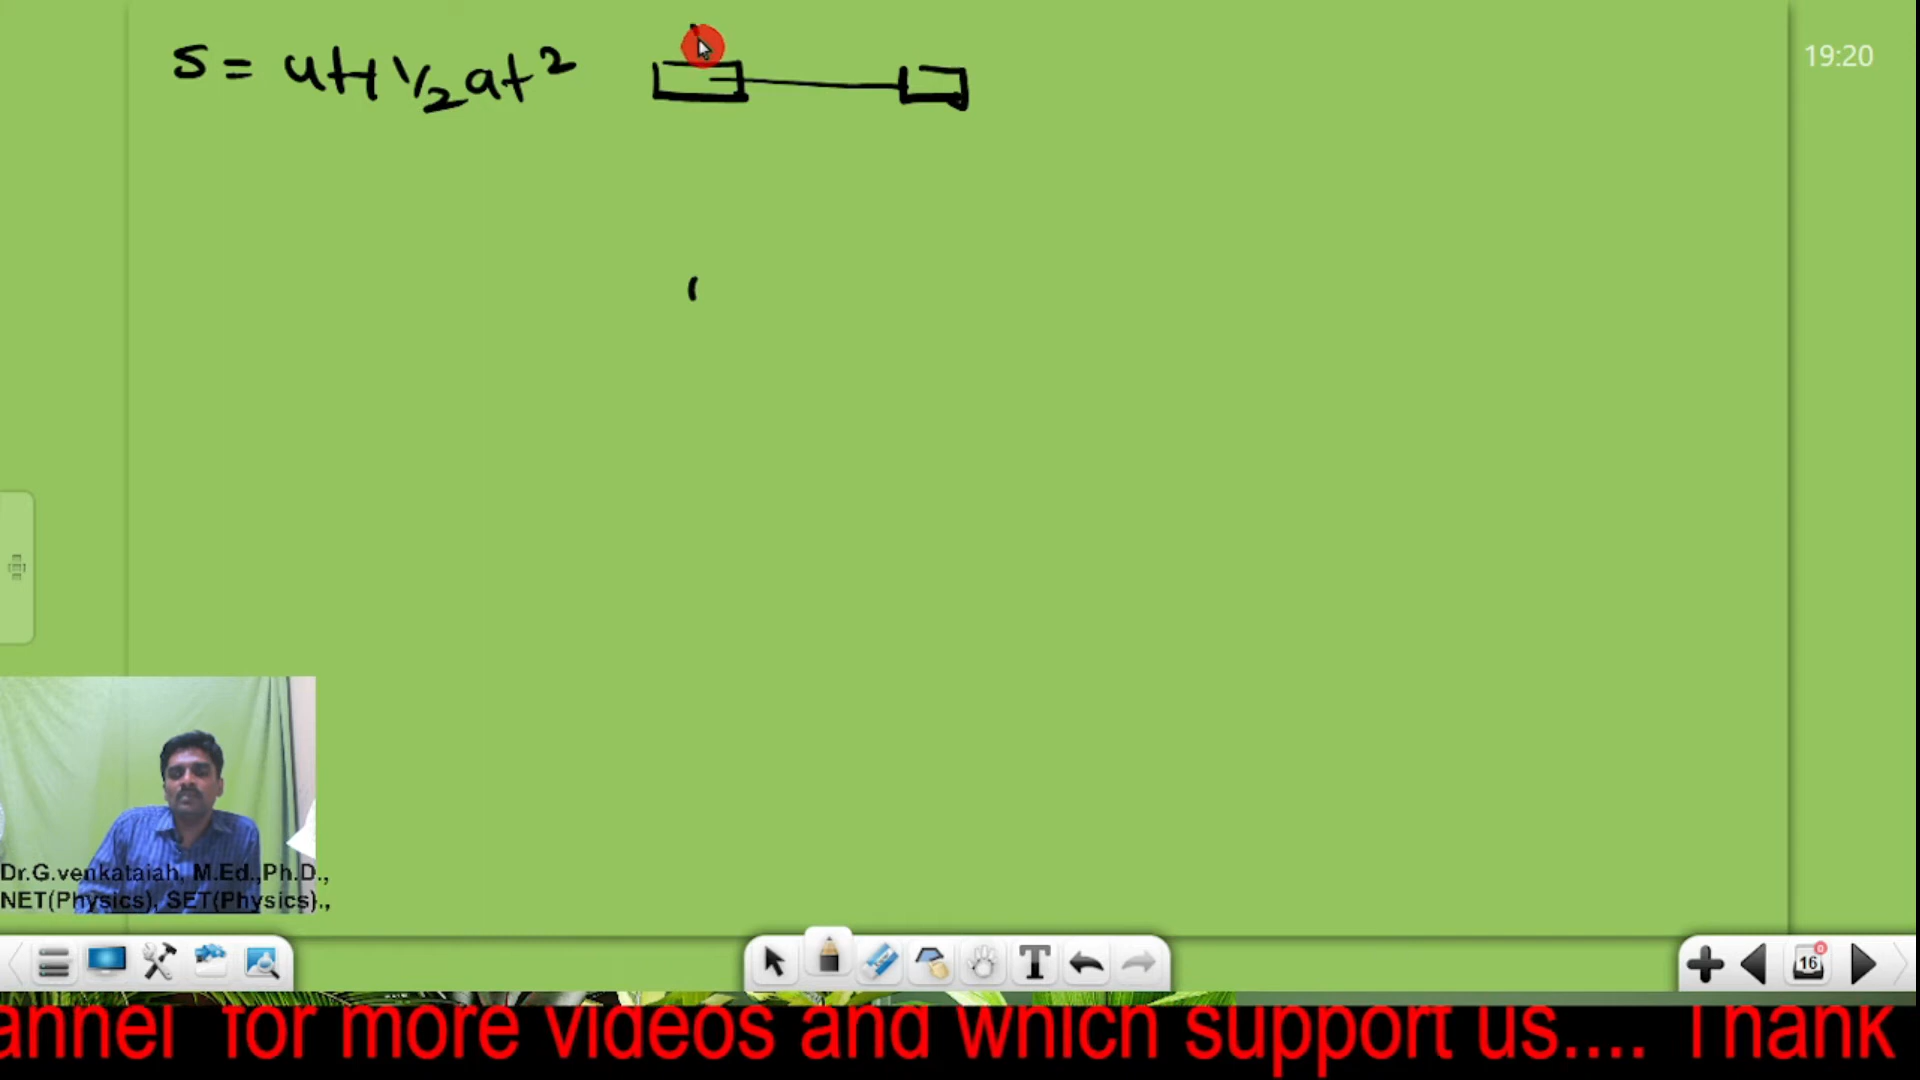 S = ut+1/2at²
19:20
Dr.G.venkataiah, M.Ed.,Ph.D.,
NET(Physics), SET(Physics).,
T
16
0
annel for more videos and which support us.... Thank